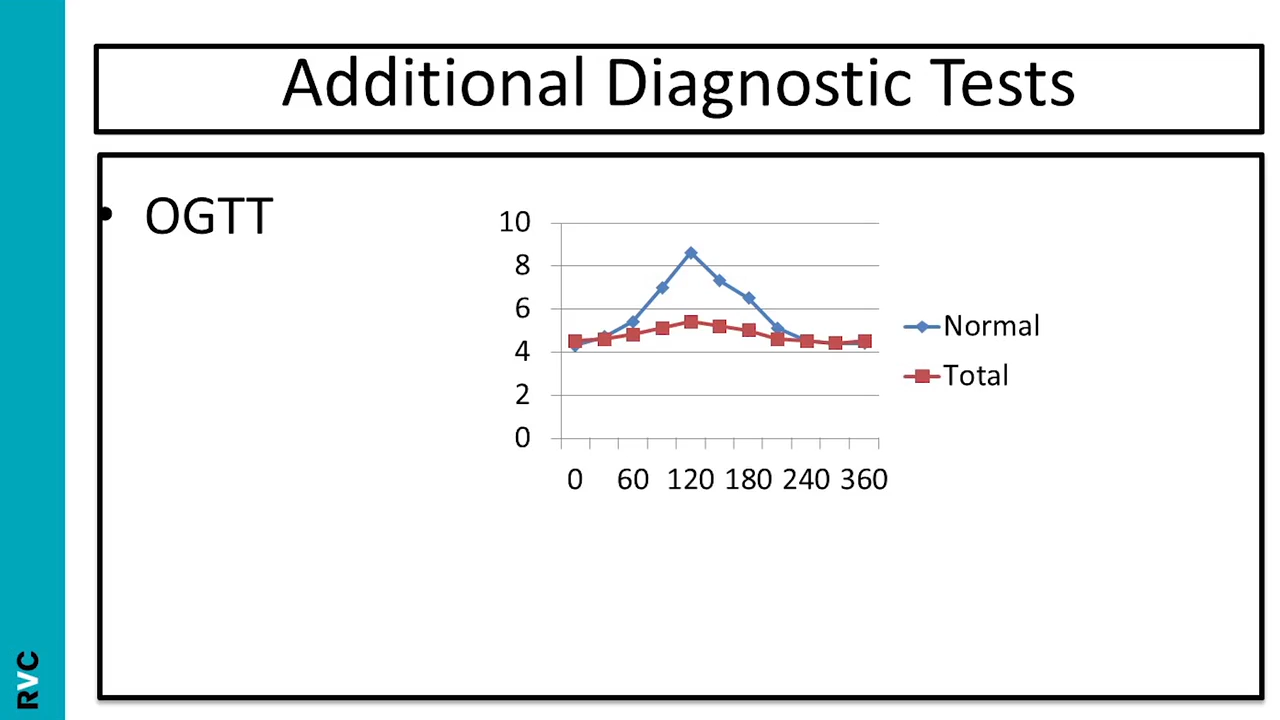 Additional Diagnostic Tests
• OGTT
10
8
6
4
2
0
0 60 120 180 240 360
Normal
Total
RVC